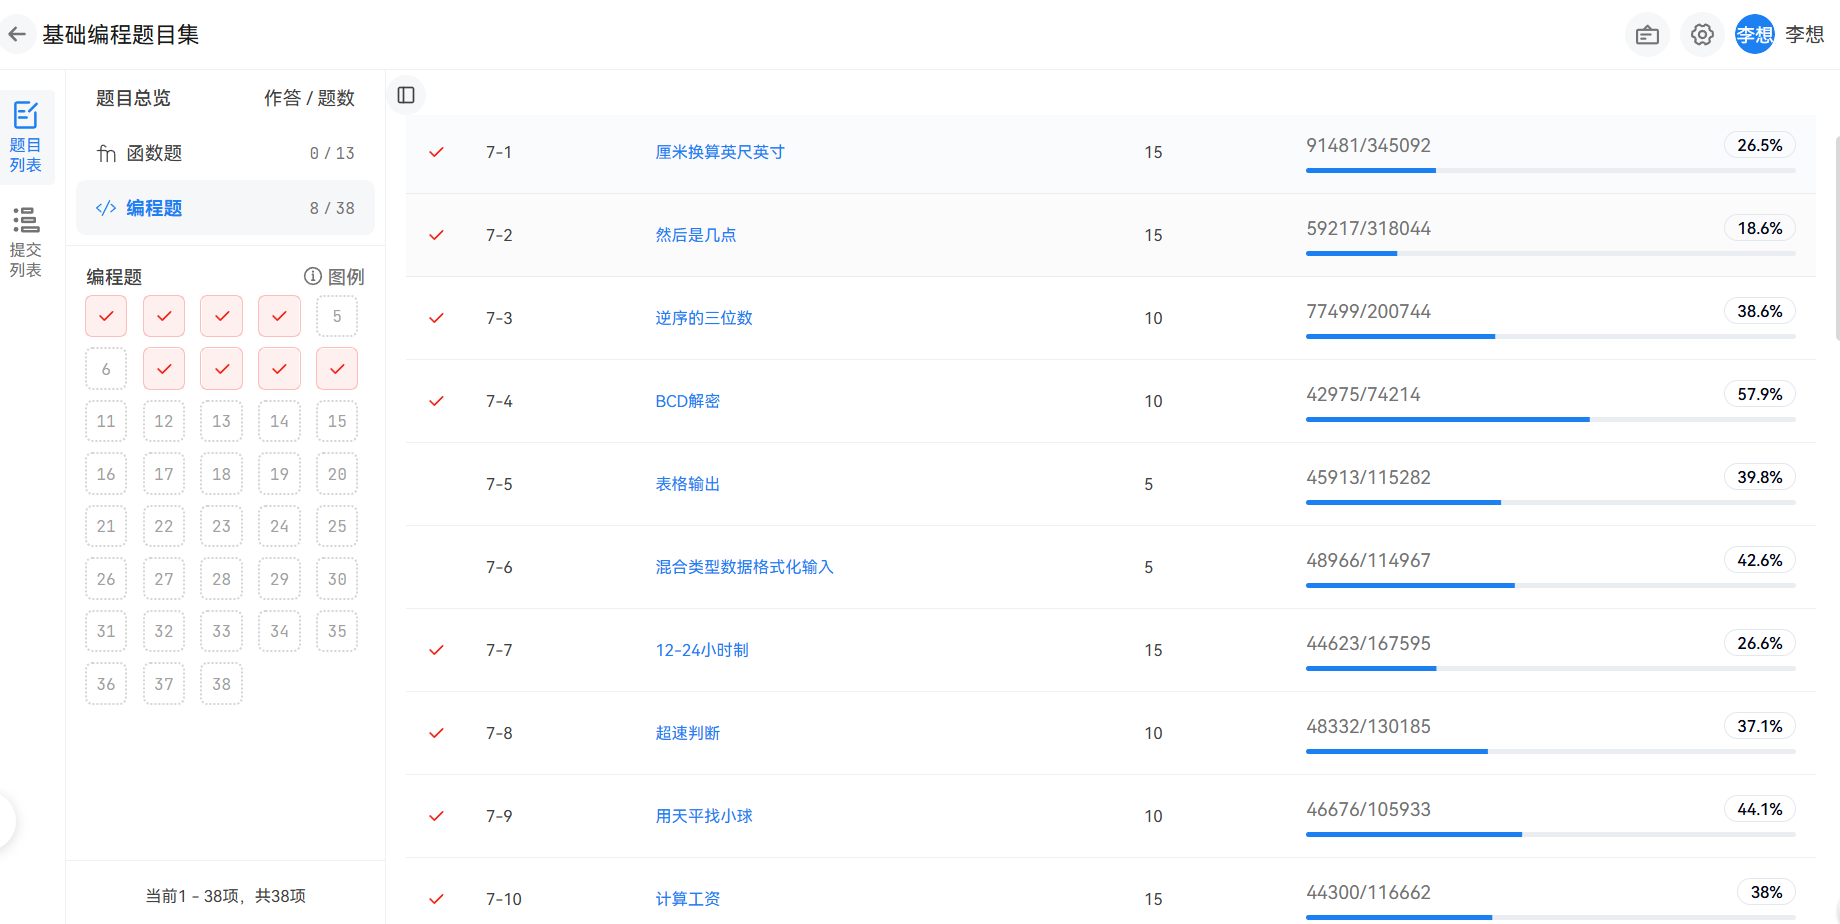 基础编程题目集
李想
李想
题目
列表
提交
列表
题目总览 作答 / 题数
fn 函数题 0 / 13
</> 编程题 8 / 38
编程题 图例
5
6
11 12 13 14 15
16 17 18 19 20
21 22 23 24 25
26 27 28 29 30
31 32 33 34 35
36 37 38
当前1 - 38项，共38项
7-1 厘米换算英尺英寸 15 91481/345092 26.5%
7-2 然后是几点 15 59217/318044 18.6%
7-3 逆序的三位数 10 77499/200744 38.6%
7-4 BCD解密 10 42975/74214 57.9%
7-5 表格输出 5 45913/115282 39.8%
7-6 混合类型数据格式化输入 5 48966/114967 42.6%
7-7 12-24小时制 15 44623/167595 26.6%
7-8 超速判断 10 48332/130185 37.1%
7-9 用天平找小球 10 46676/105933 44.1%
7-10 计算工资 15 44300/116662 38%